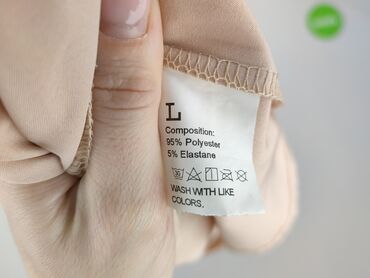 L
Composition:
95% Polyester
5% Elastane
WASH WITH LIKE
COLORS.